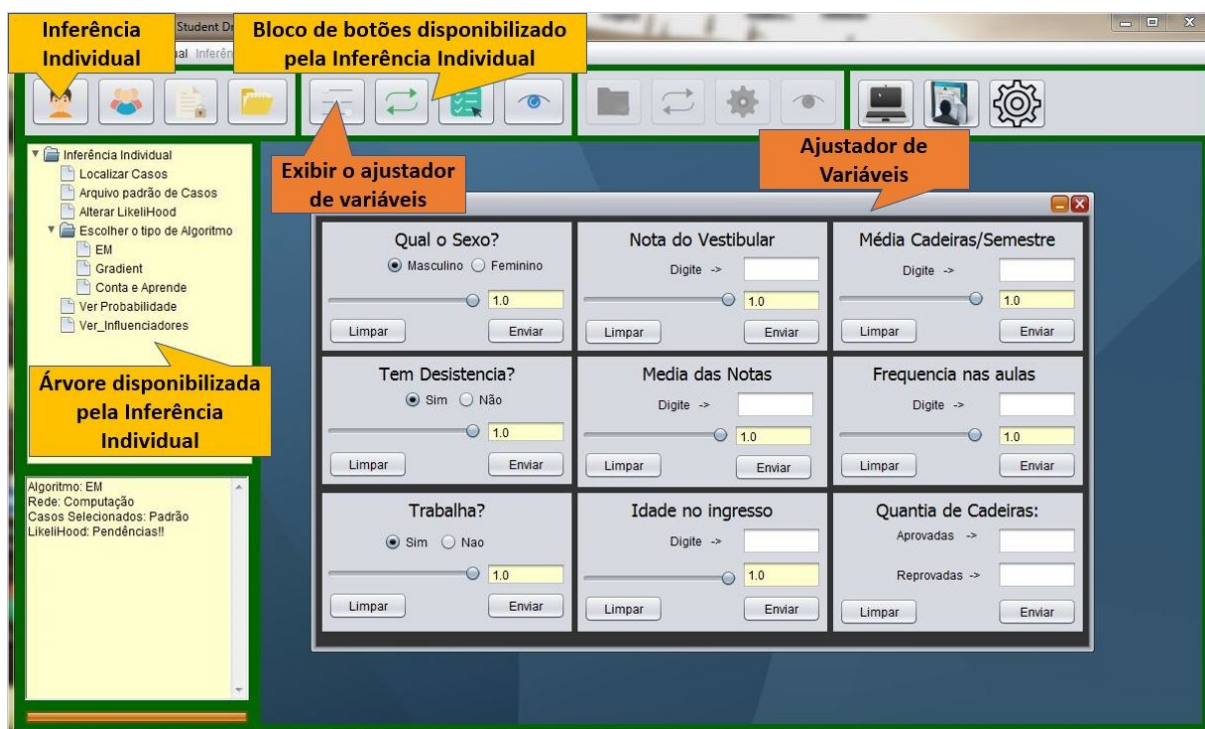 Inferência
Individual
Student Dr
Bloco de botões disponibilizado
pela Inferência Individual
ual Inferên
Exibir o ajustador
de variáveis
Ajustador de
Variáveis
Inferência Individual
Localizar Casos
Arquivo padrão de Casos
Alterar LikeliHood
Escolher o tipo de Algoritmo
EM
Gradient
Conta e Aprende
Ver Probabilidade
Ver_Influenciadores
Árvore disponibilizada
pela Inferência
Individual
Algoritmo: EM
Rede: Computação
Casos Selecionados: Padrão
LikeliHood: Pendências!!
Qual o Sexo?
Masculino Feminino
1.0
Limpar Enviar
Nota do Vestibular
Digite ->
1.0
Limpar Enviar
Média Cadeiras/Semestre
Digite ->
1.0
Limpar Enviar
Tem Desistencia?
Sim Não
1.0
Limpar Enviar
Media das Notas
Digite ->
1.0
Limpar Enviar
Frequencia nas aulas
Digite ->
1.0
Limpar Enviar
Trabalha?
Sim Nao
1.0
Limpar Enviar
Idade no ingresso
Digite ->
1.0
Limpar Enviar
Quantia de Cadeiras:
Aprovadas ->
Reprovadas ->
Limpar Enviar